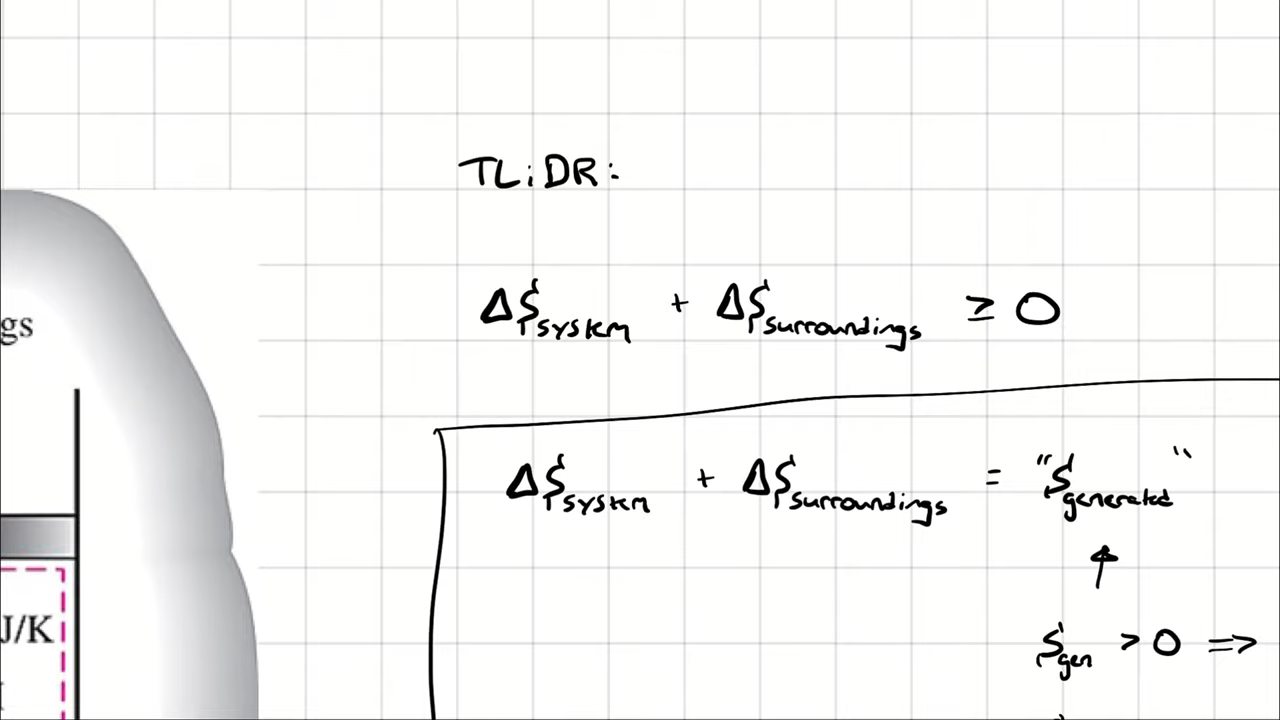 TL;DR:
gs
ΔS_system + ΔS_surroundings ≥ 0
ΔS_system + ΔS_surroundings = "S_generated"
↑
J/K
S_gen > 0 =>